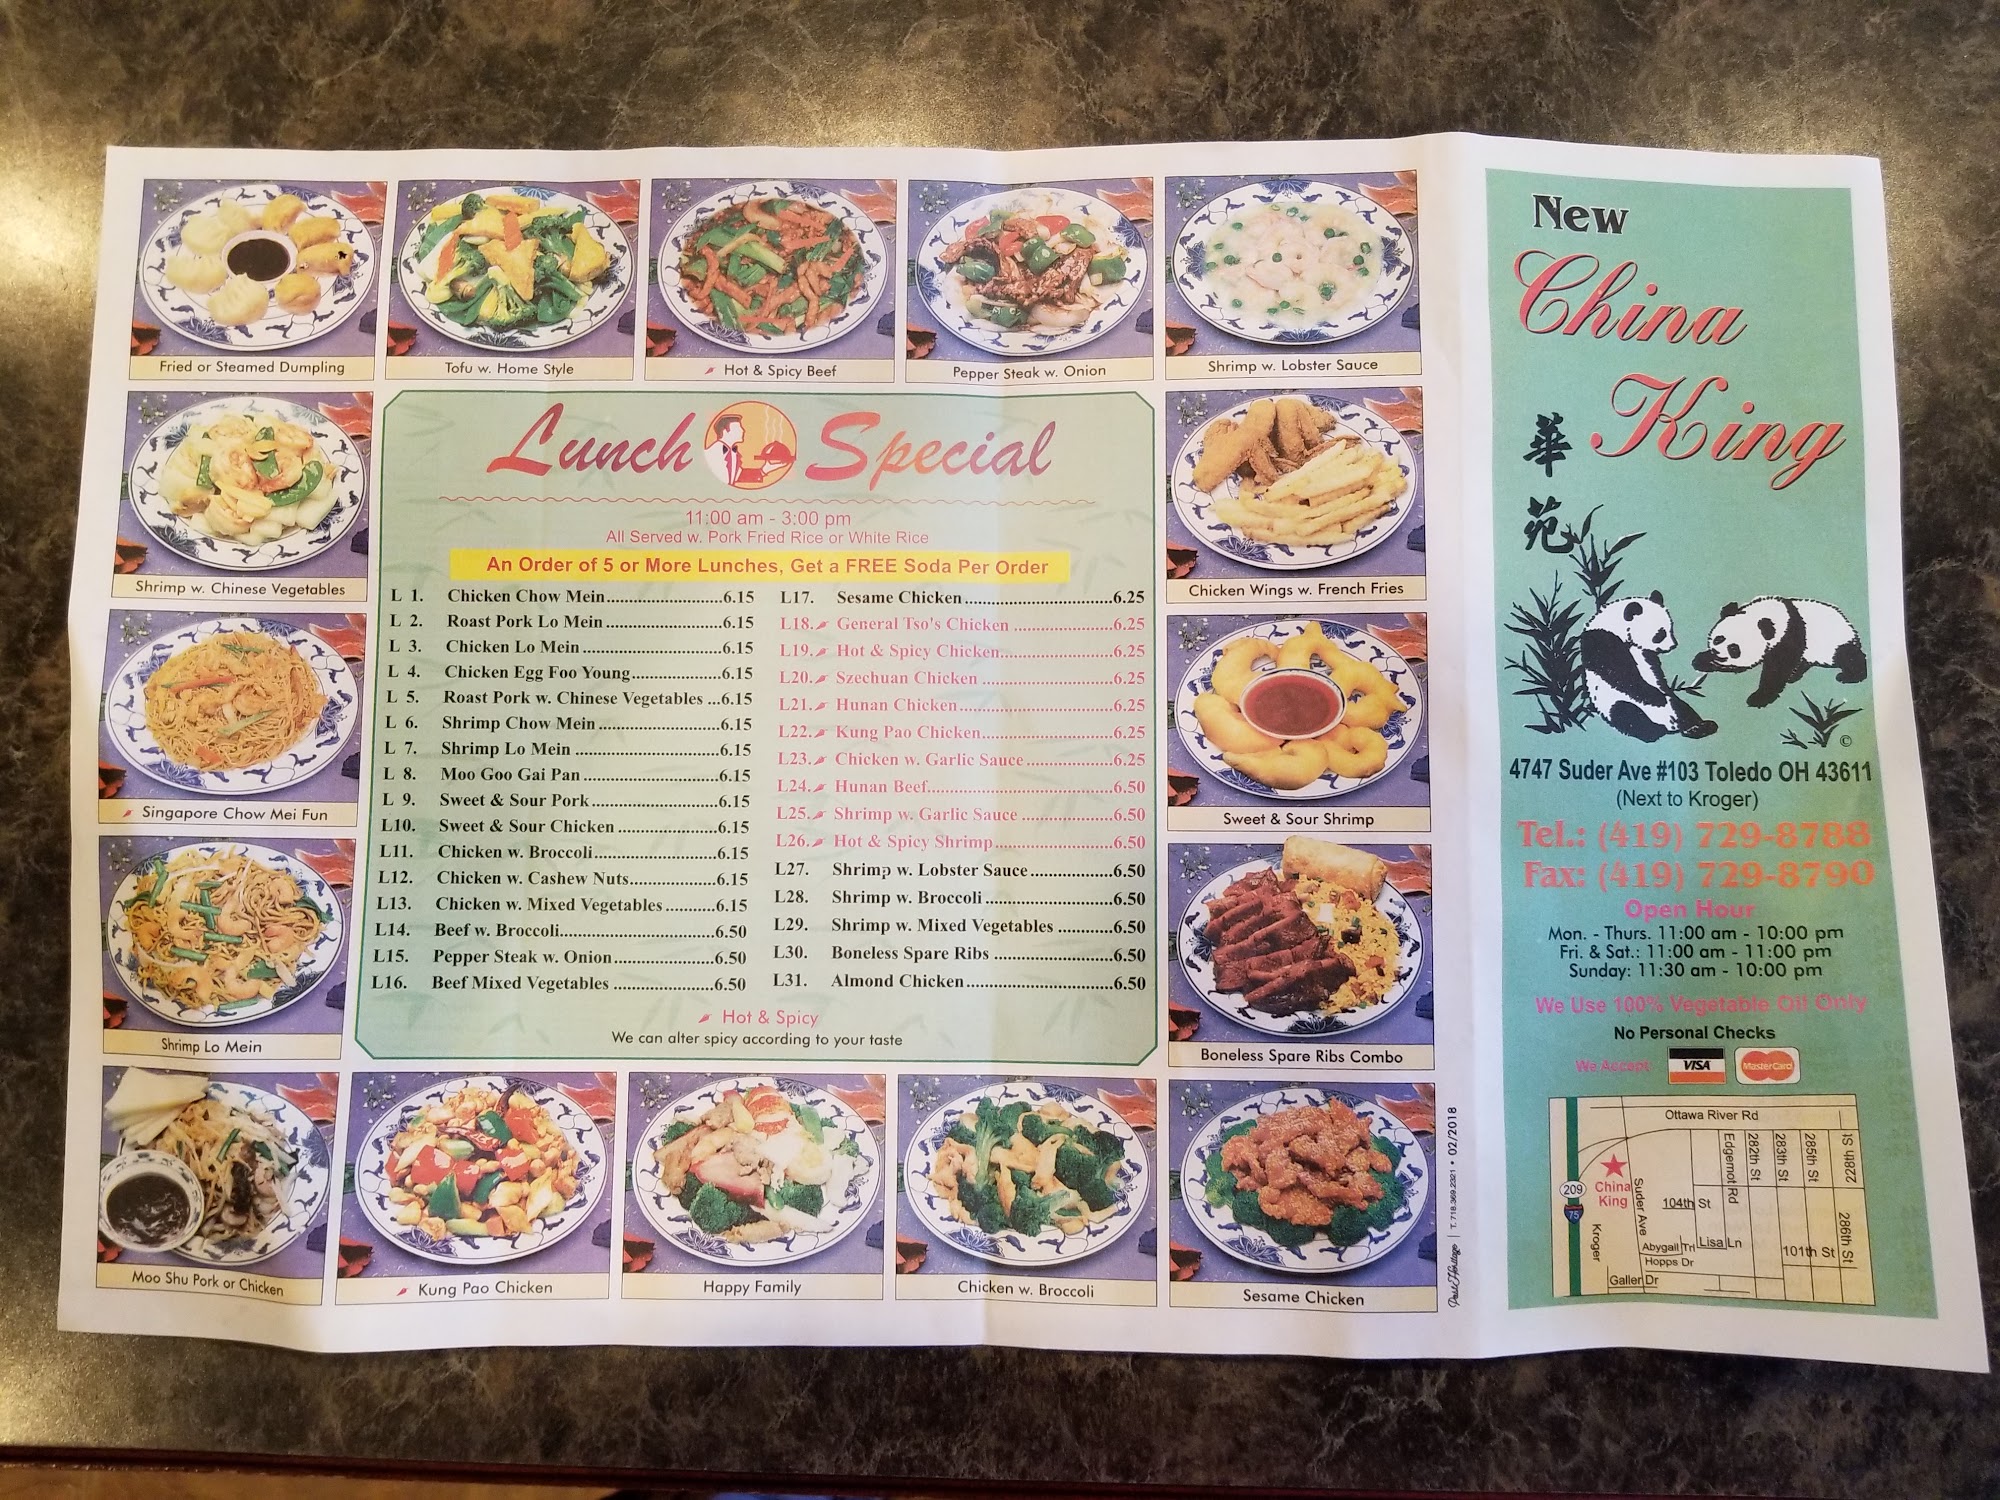 Fried or Steamed Dumpling
Tofu w. Home Style
Hot & Spicy Beef
Pepper Steak w. Onion
Shrimp w. Lobster Sauce
Shrimp w. Chinese Vegetables
Singapore Chow Mei Fun
Shrimp Lo Mein
Moo Shu Pork or Chicken
Lunch Special
11:00 am - 3:00 pm
All Served w. Pork Fried Rice or White Rice
An Order of 5 or More Lunches, Get a FREE Soda Per Order
L 1. Chicken Chow Mein 6.15
L 2. Roast Pork Lo Mein 6.15
L 3. Chicken Lo Mein 6.15
L 4. Chicken Egg Foo Young 6.15
L 5. Roast Pork w. Chinese Vegetables 6.15
L 6. Shrimp Chow Mein 6.15
L 7. Shrimp Lo Mein 6.15
L 8. Moo Goo Gai Pan 6.15
L 9. Sweet & Sour Pork 6.15
L10. Sweet & Sour Chicken 6.15
L11. Chicken w. Broccoli 6.15
L12. Chicken w. Cashew Nuts 6.15
L13. Chicken w. Mixed Vegetables 6.15
L14. Beef w. Broccoli 6.50
L15. Pepper Steak w. Onion 6.50
L16. Beef Mixed Vegetables 6.50
L17. Sesame Chicken 6.25
L18. General Tso's Chicken 6.25
L19. Hot & Spicy Chicken 6.25
L20. Szechuan Chicken 6.25
L21. Hunan Chicken 6.25
L22. Kung Pao Chicken 6.25
L23. Chicken w. Garlic Sauce 6.25
L24. Hunan Beef 6.50
L25. Shrimp w. Garlic Sauce 6.50
L26. Hot & Spicy Shrimp 6.50
L27. Shrimp w. Lobster Sauce 6.50
L28. Shrimp w. Broccoli 6.50
L29. Shrimp w. Mixed Vegetables 6.50
L30. Boneless Spare Ribs 6.50
L31. Almond Chicken 6.50
Hot & Spicy
We can alter spicy according to your taste
Chicken Wings w. French Fries
Sweet & Sour Shrimp
Boneless Spare Ribs Combo
Kung Pao Chicken
Happy Family
Chicken w. Broccoli
Sesame Chicken
T. 718.369.2321 • 02/2018
New
China
King
華
苑
©
4747 Suder Ave #103 Toledo OH 43611
(Next to Kroger)
Tel.: (419) 729-8788
Fax: (419) 729-8790
Open Hour
Mon. - Thurs. 11:00 am - 10:00 pm
Fri. & Sat.: 11:00 am - 11:00 pm
Sunday: 11:30 am - 10:00 pm
We Use 100% Vegetable Oil Only
No Personal Checks
We Accept VISA MasterCard
Ottawa River Rd
209
75
China
King
Kroger
Suder Ave
104th St
Edgemont Rd
282th St
283th St
285th St
228th St
286th St
Abygail Trl
Lisa Ln
101th St
Hopps Dr
Galler Dr